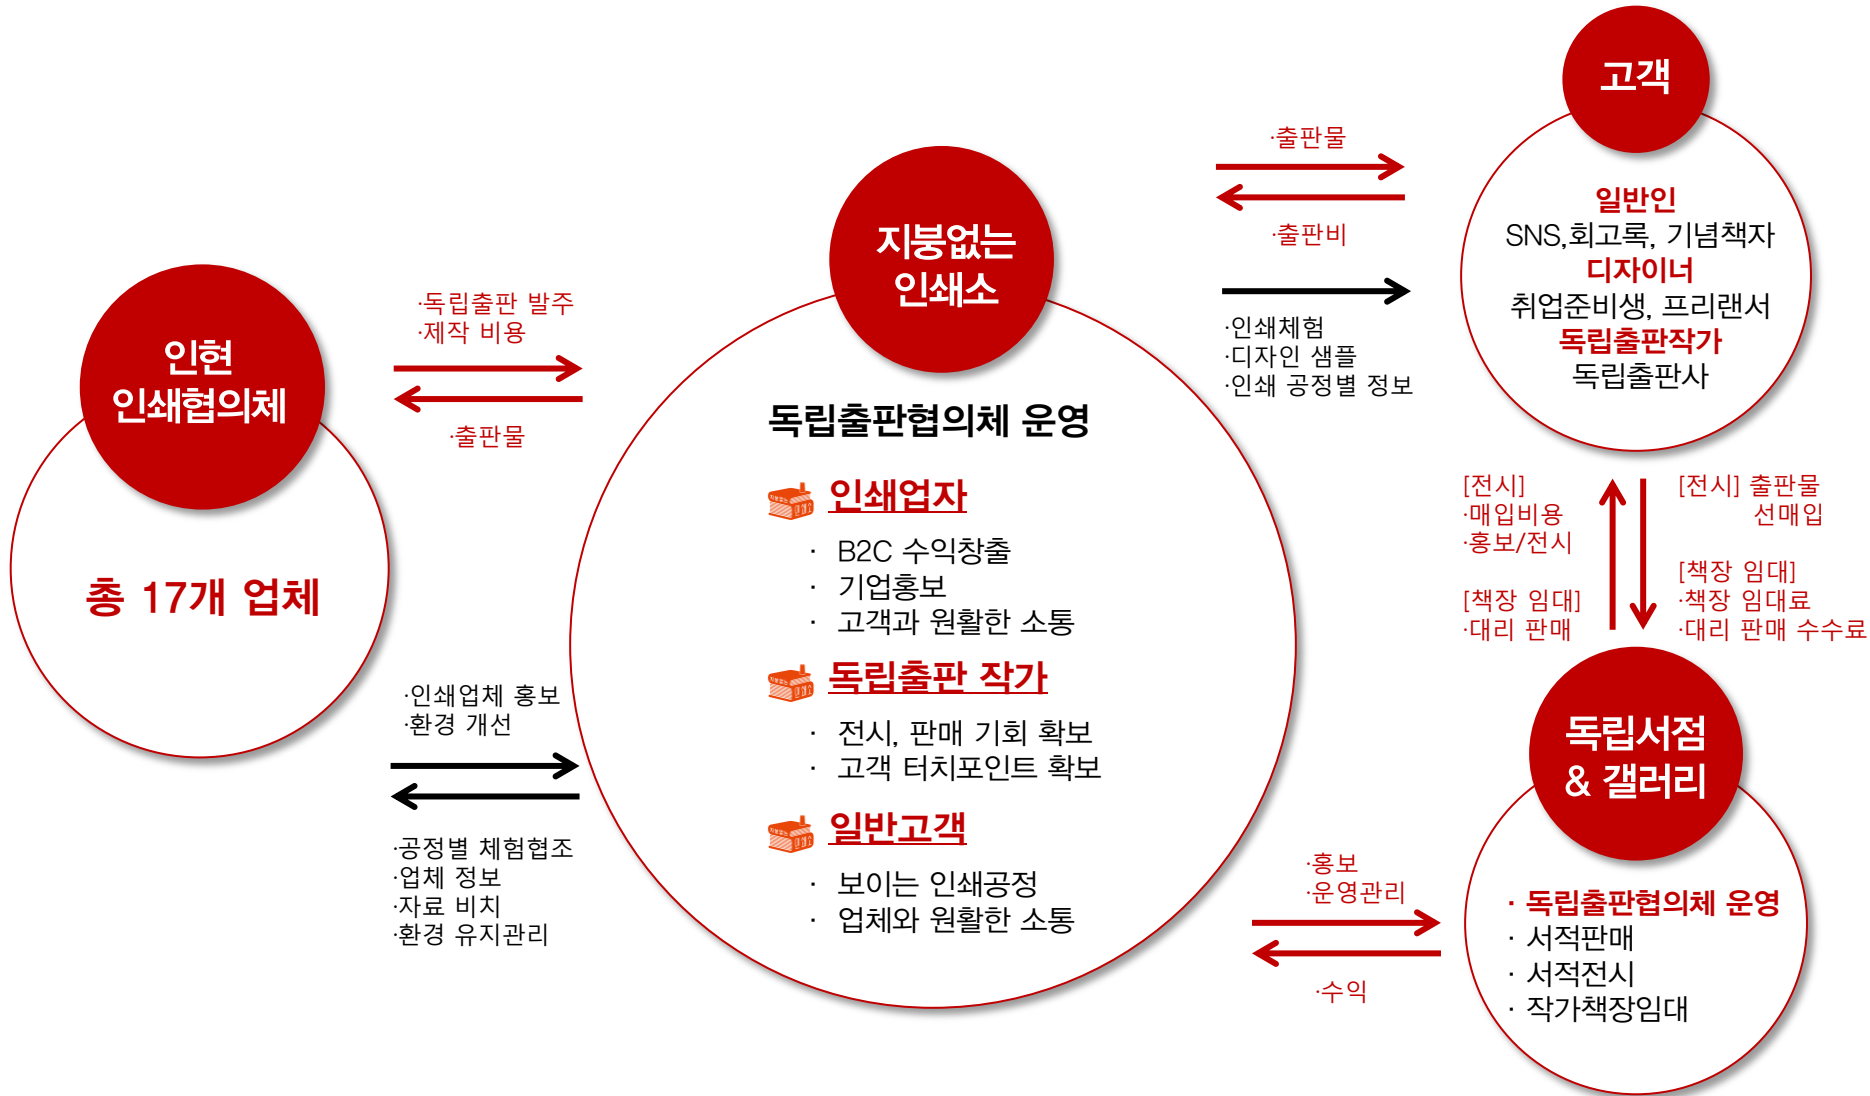 인현
인쇄협의체
총 17개 업체
·독립출판 발주
·제작 비용
·출판물
·인쇄업체 홍보
·환경 개선
·공정별 체험협조
·업체 정보
·자료 비치
·환경 유지관리
지붕없는
인쇄소
독립출판협의체 운영
인쇄업자
· B2C 수익창출
· 기업홍보
· 고객과 원활한 소통
독립출판 작가
· 전시, 판매 기회 확보
· 고객 터치포인트 확보
일반고객
· 보이는 인쇄공정
· 업체와 원활한 소통
·출판물
·출판비
·인쇄체험
·디자인 샘플
·인쇄 공정별 정보
고객
일반인
SNS,회고록, 기념책자
디자이너
취업준비생, 프리랜서
독립출판작가
독립출판사
[전시]
·매입비용
·홍보/전시
[책장 임대]
·대리 판매
[전시] 출판물
선매입
[책장 임대]
·책장 임대료
·대리 판매 수수료
·홍보
·운영관리
·수익
독립서점
& 갤러리
· 독립출판협의체 운영
· 서적판매
· 서적전시
· 작가책장임대